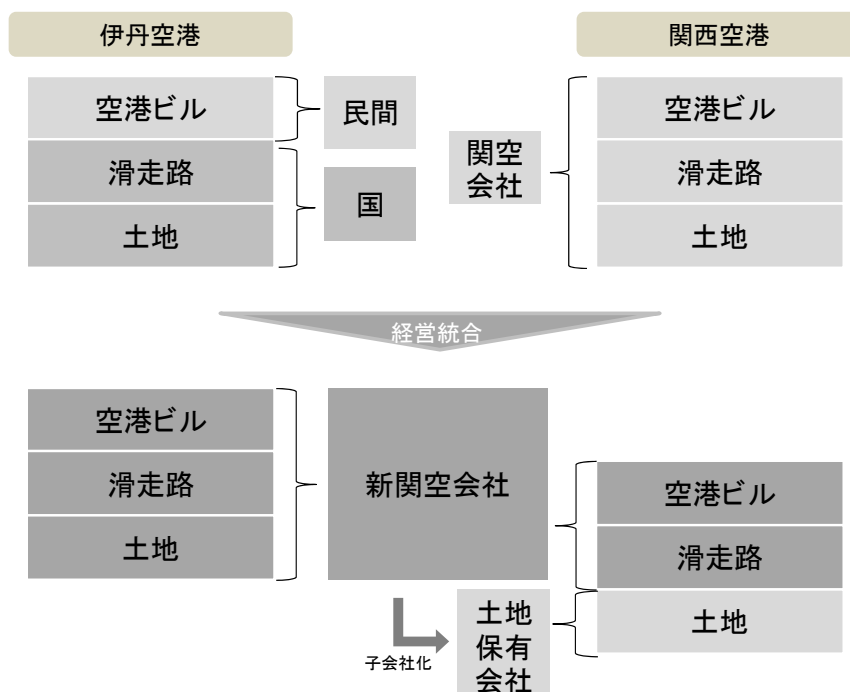 伊丹空港
関西空港
空港ビル
滑走路
土地
民間
国
関空
会社
空港ビル
滑走路
土地
経営統合
空港ビル
滑走路
土地
新関空会社
空港ビル
滑走路
土地
子会社化
土地
保有
会社